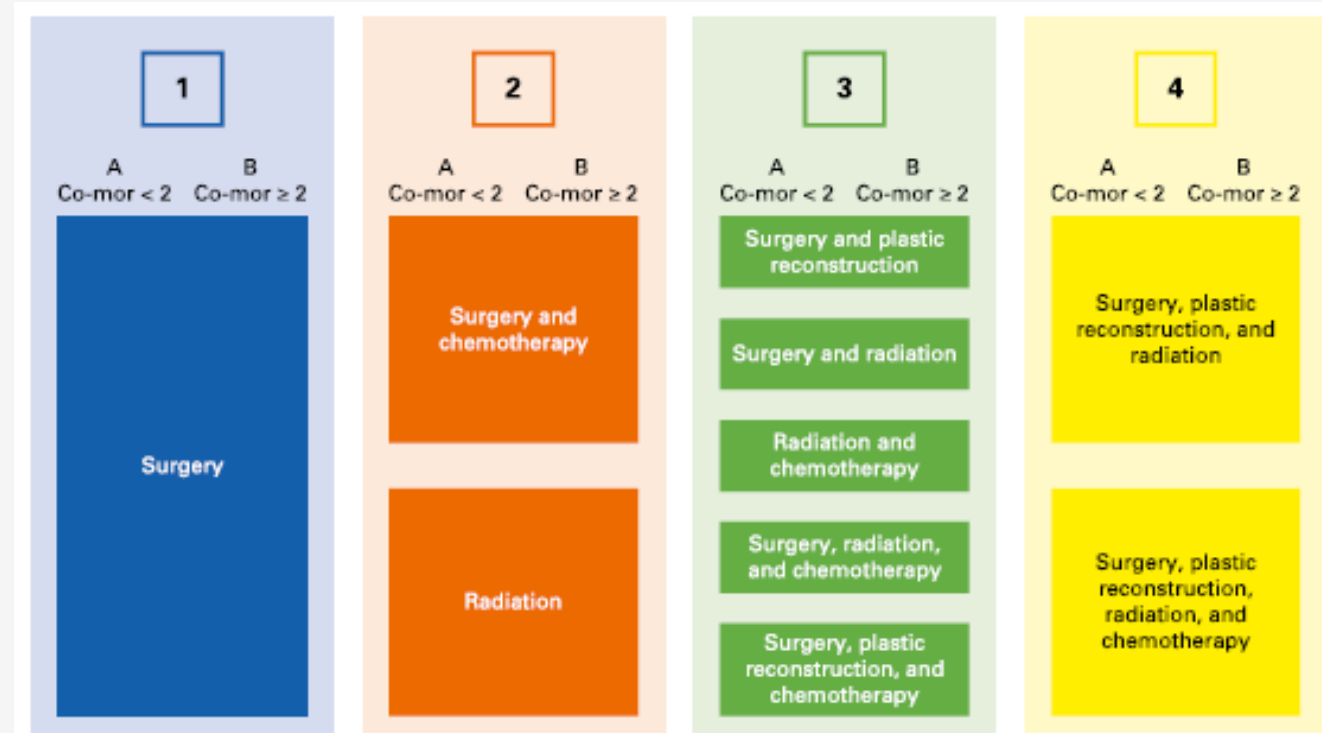 1
A B
Co-mor < 2 Co-mor ≥ 2
Surgery
2
A B
Co-mor < 2 Co-mor ≥ 2
Surgery and
chemotherapy
Radiation
3
A B
Co-mor < 2 Co-mor ≥ 2
Surgery and plastic
reconstruction
Surgery and radiation
Radiation and
chemotherapy
Surgery, radiation,
and chemotherapy
Surgery, plastic
reconstruction, and
chemotherapy
4
A B
Co-mor < 2 Co-mor ≥ 2
Surgery, plastic
reconstruction, and
radiation
Surgery, plastic
reconstruction,
radiation, and
chemotherapy